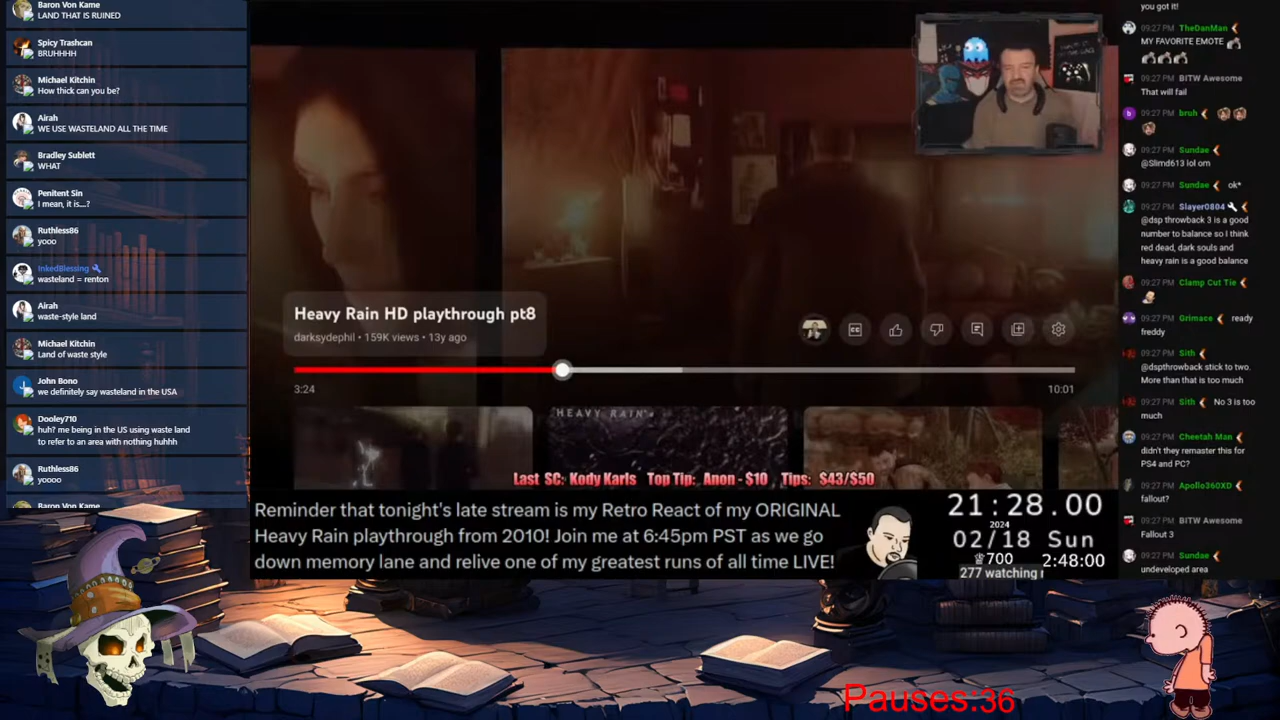 Baron Von Kame
LAND THAT IS RUINED
Spicy Trashcan
BRUHHHH
Michael Kitchin
How thick can you be?
Airah
WE USE WASTELAND ALL THE TIME
Bradley Sublett
WHAT
Penitent Sin
I mean, it is....?
Ruthless86
yooo
InkedBlessing
wasteland = renton
Airah
waste-style land
Michael Kitchin
Land of waste style
John Bono
we definitely say wasteland in the USA
Dooley710
huh? me being in the US using waste land
to refer to an area with nothing huhhh
Ruthless86
yoooo
Baron Von Kame
Heavy Rain HD playthrough pt8
darksydephil • 159K views • 13y ago
CC
3:24
10:01
HEAVY RAIN
Last SC: Kody Karls Top Tip: Anon - $10 Tips: $43/$50
Reminder that tonight's late stream is my Retro React of my ORIGINAL
Heavy Rain playthrough from 2010! Join me at 6:45pm PST as we go
down memory lane and relive one of my greatest runs of all time LIVE!
21:28.00
2024
02/18 Sun
700
2:48:00
277 watching
you got it!
09:27 PM TheDanMan
MY FAVORITE EMOTE
09:27 PM BITW Awesome
That will fail
09:27 PM bruh
09:27 PM Sundae
@Slimd613 lol om
09:27 PM Sundae ok*
09:27 PM Slayer0804
@dsp throwback 3 is a good
number to balance so I think
red dead, dark souls and
heavy rain is a good balance
09:27 PM Clamp Cut Tie
09:27 PM Grimace ready
freddy
09:27 PM Sith
@dspthrowback stick to two.
More than that is too much
09:27 PM Sith No 3 is too
much
09:27 PM Cheetah Man
didn't they remaster this for
PS4 and PC?
09:27 PM Apollo360XD
fallout?
09:27 PM BITW Awesome
Fallout 3
09:27 PM Sundae
undeveloped area
Pauses:36